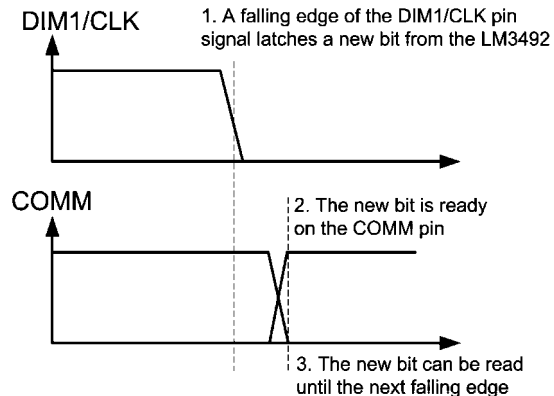 DIM1/CLK
1. A falling edge of the DIM1/CLK pin
signal latches a new bit from the LM3492
COMM
2. The new bit is ready
on the COMM pin
3. The new bit can be read
until the next falling edge